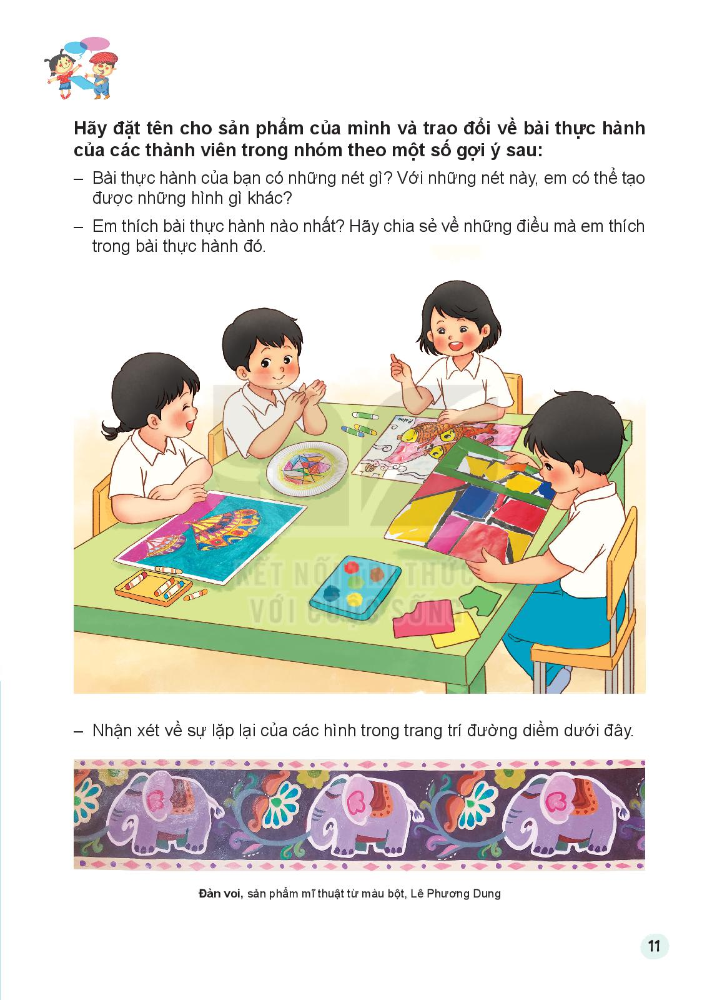 Hãy đặt tên cho sản phẩm của mình và trao đổi về bài thực hành
của các thành viên trong nhóm theo một số gợi ý sau:
– Bài thực hành của bạn có những nét gì? Với những nét này, em có thể tạo
được những hình gì khác?
– Em thích bài thực hành nào nhất? Hãy chia sẻ về những điều mà em thích
trong bài thực hành đó.
KẾT NỐI TRI THỨC
VỚI CUỘC SỐNG
– Nhận xét về sự lặp lại của các hình trong trang trí đường diềm dưới đây.
Đàn voi, sản phẩm mĩ thuật từ màu bột, Lê Phương Dung
11